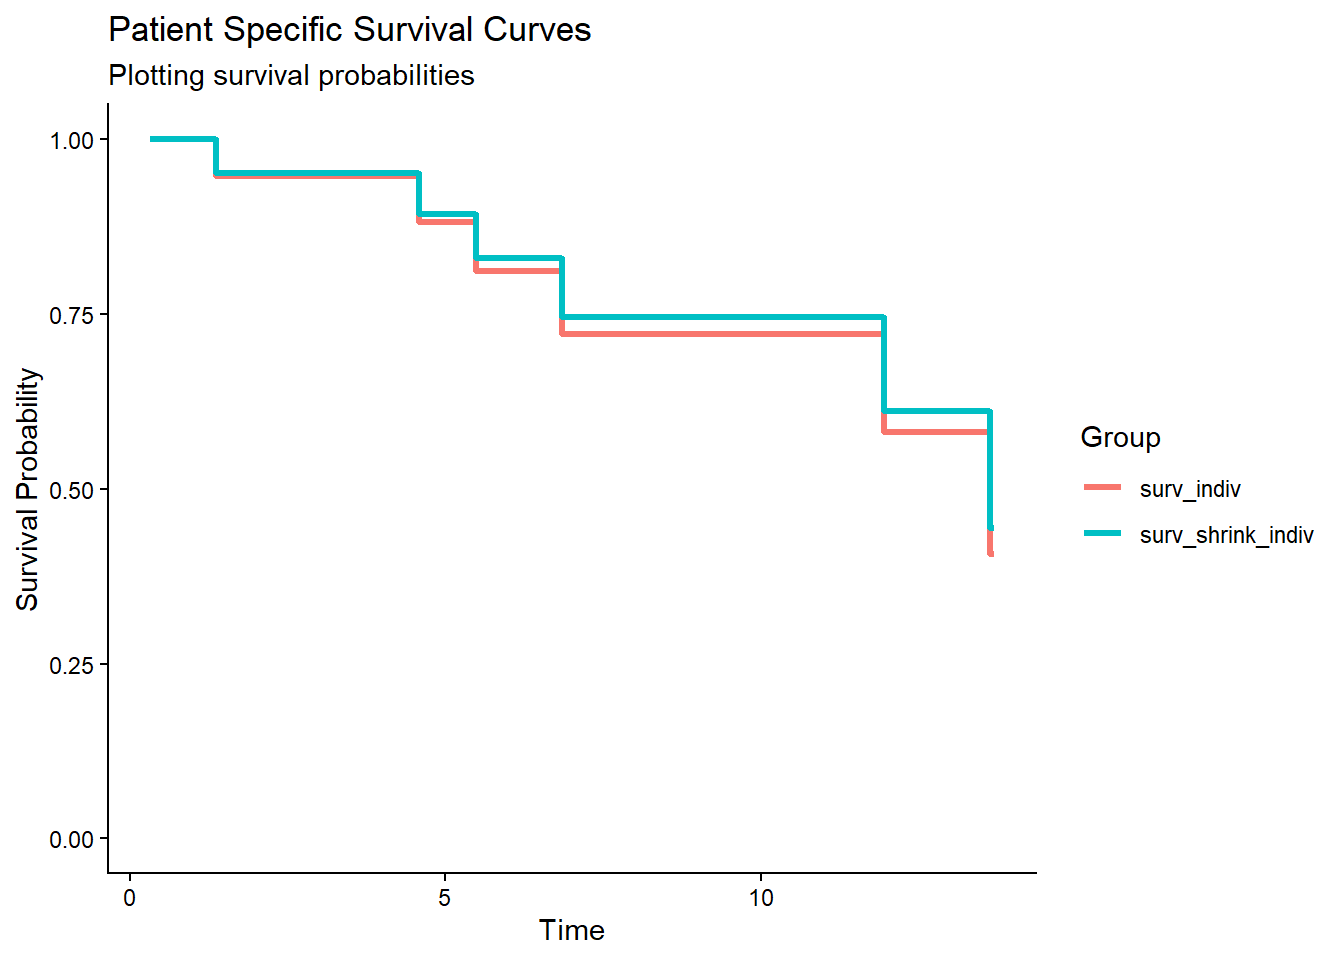 Patient Specific Survival Curves
Plotting survival probabilities
Survival Probability
1.00
0.75
0.50
0.25
0.00
0
5
10
Time
Group
surv_indiv
surv_shrink_indiv